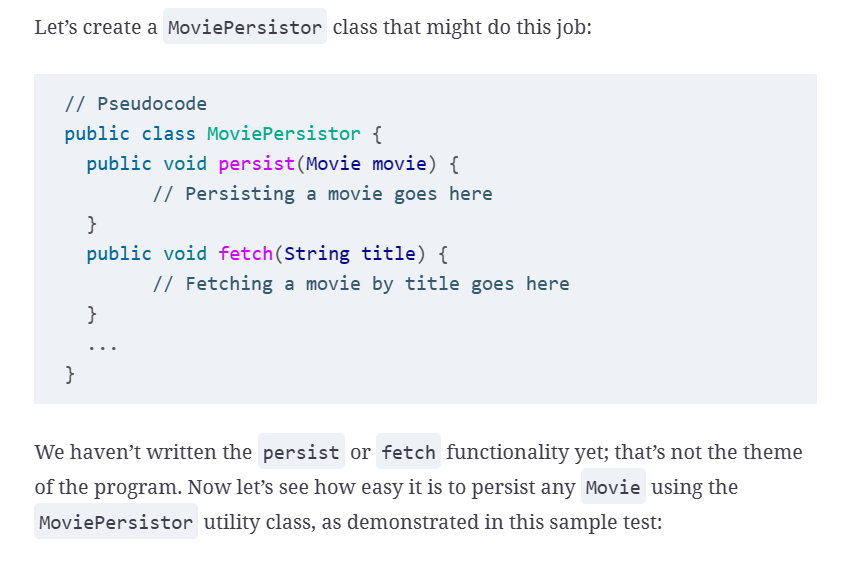 Let’s create a MoviePersistor class that might do this job:
// Pseudocode
public class MoviePersistor {
  public void persist(Movie movie) {
        // Persisting a movie goes here
  }
  public void fetch(String title) {
        // Fetching a movie by title goes here
  }
  ...
}
We haven’t written the persist or fetch functionality yet; that’s not the theme
of the program. Now let’s see how easy it is to persist any Movie using the
MoviePersistor utility class, as demonstrated in this sample test: